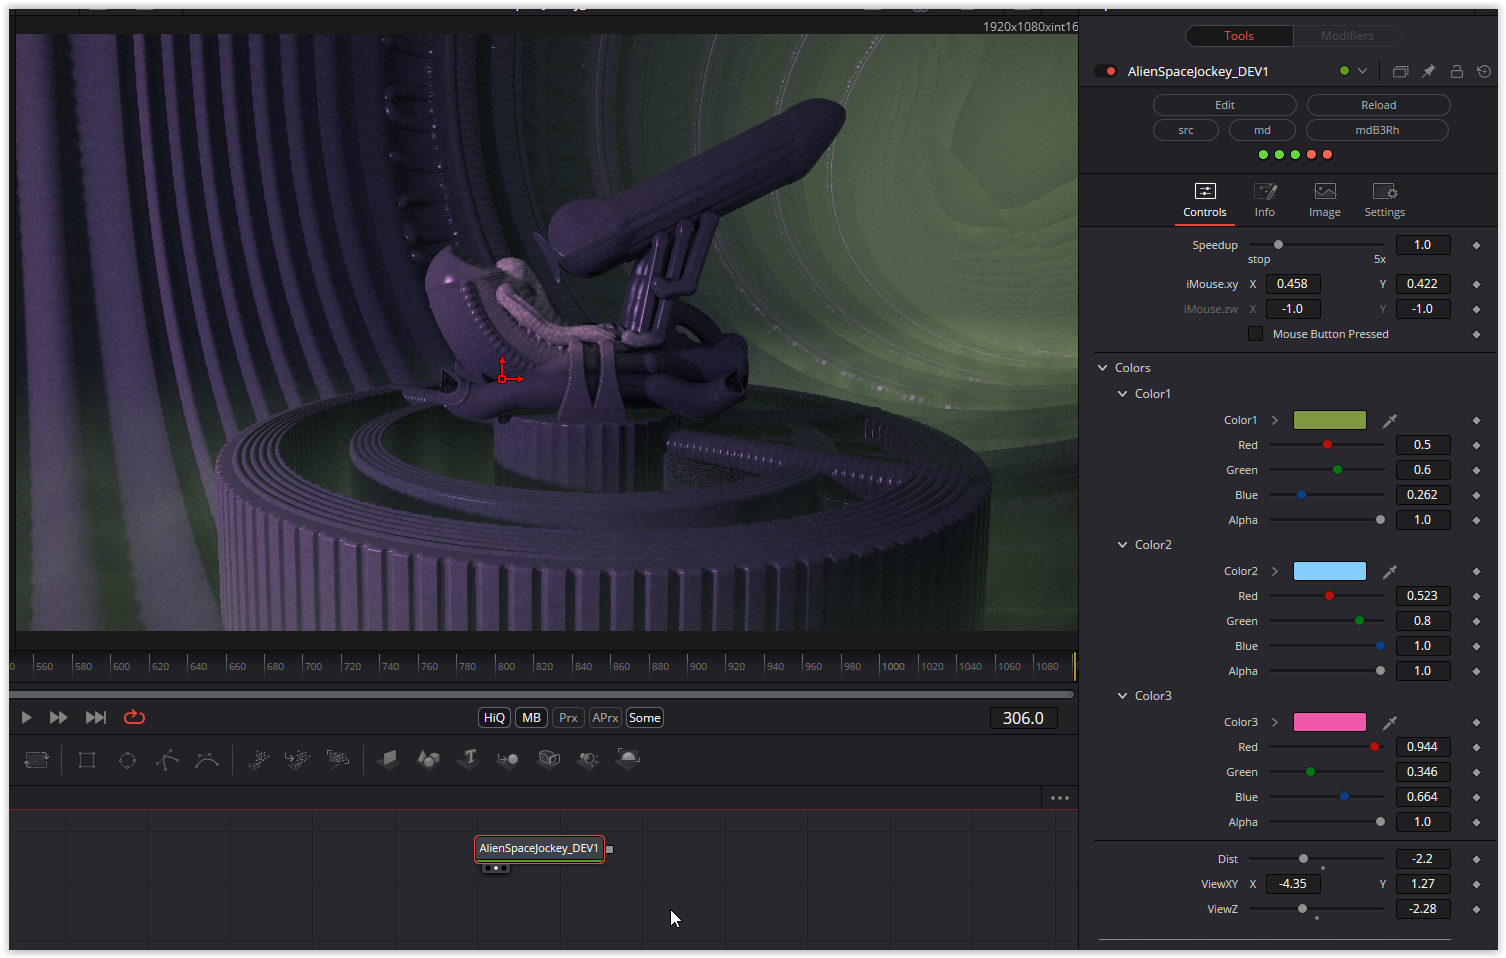 1920x1080xint16
560 580 600 620 640 660 680 700 720 740 760 780 800 820 840 860 880 900 920 940 960 980 1000 1020 1040 1060 1080
HiQ MB Prx APrx Some 306.0
AlienSpaceJockey_DEV1
Tools Modifiers
AlienSpaceJockey_DEV1
Edit Reload
src md mdB3Rh
Controls Info Image Settings
Speedup 1.0
stop 5x
iMouse.xy X 0.458 Y 0.422
iMouse.zw X -1.0 Y -1.0
Mouse Button Pressed
Colors
Color1
Color1
Red 0.5
Green 0.6
Blue 0.262
Alpha 1.0
Color2
Color2
Red 0.523
Green 0.8
Blue 1.0
Alpha 1.0
Color3
Color3
Red 0.944
Green 0.346
Blue 0.664
Alpha 1.0
Dist -2.2
ViewXY X -4.35 Y 1.27
ViewZ -2.28